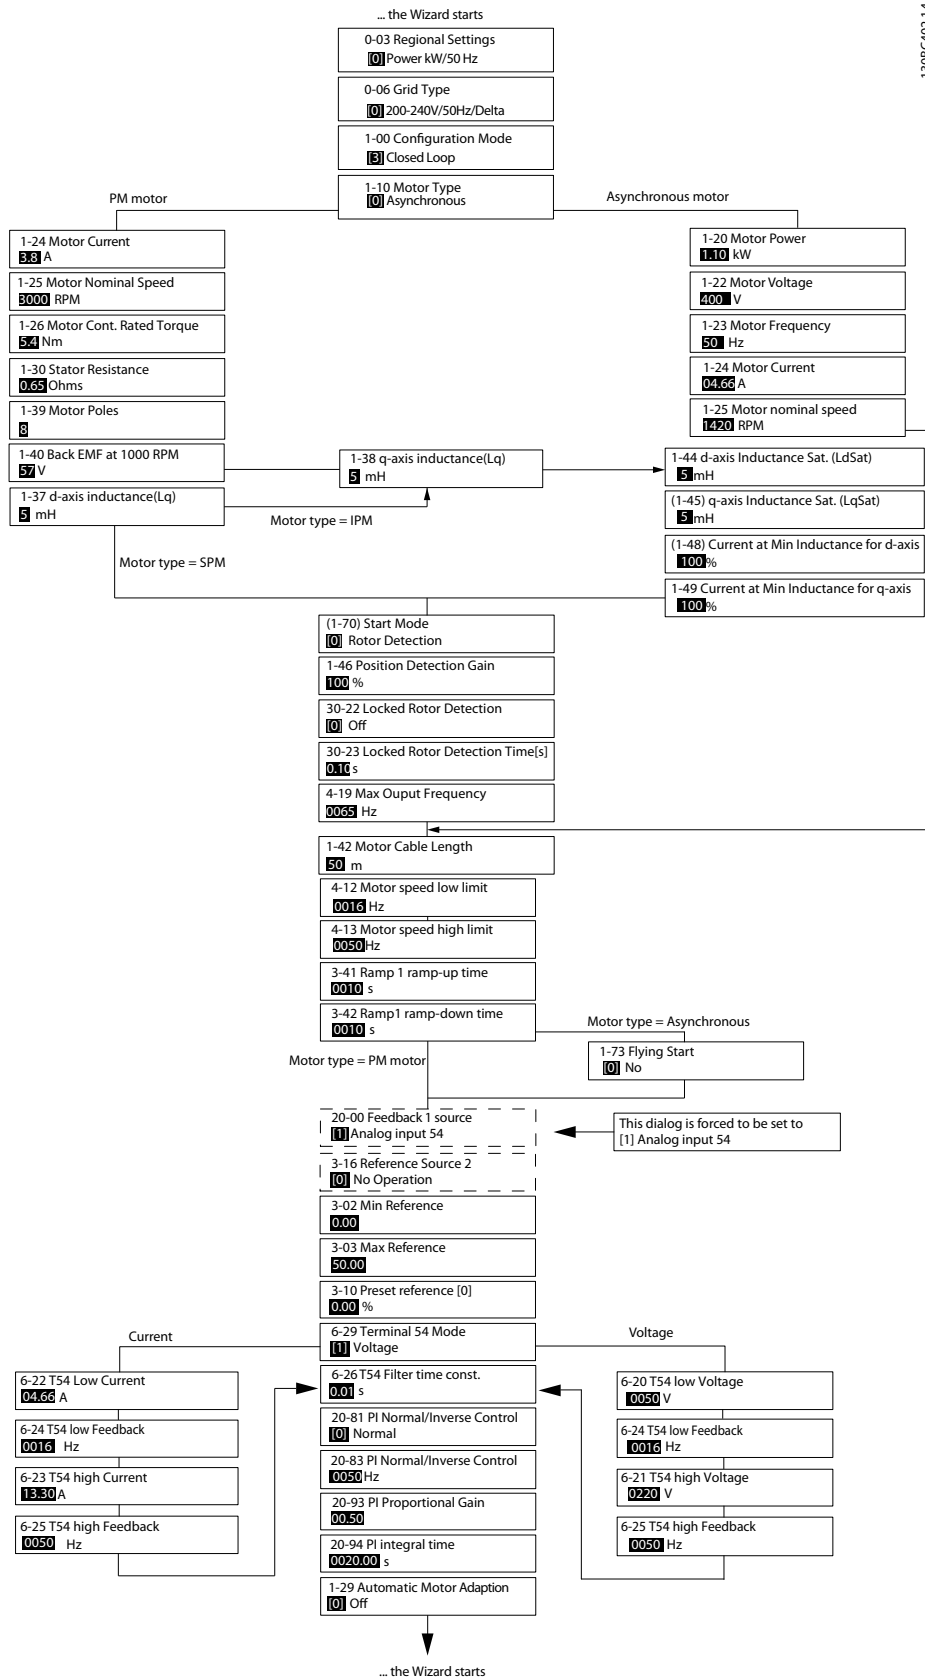 ... the Wizard starts
0-03 Regional Settings
[0] Power kW/50 Hz
0-06 Grid Type
[0] 200-240V/50Hz/Delta
1-00 Configuration Mode
[3] Closed Loop
1-10 Motor Type
[0] Asynchronous
PM motor
Asynchronous motor
1-24 Motor Current
3.8 A
1-25 Motor Nominal Speed
3000 RPM
1-26 Motor Cont. Rated Torque
5.4 Nm
1-30 Stator Resistance
0.65 Ohms
1-39 Motor Poles
8
1-40 Back EMF at 1000 RPM
57 V
1-37 d-axis inductance(Lq)
5 mH
1-20 Motor Power
1.10 kW
1-22 Motor Voltage
400 V
1-23 Motor Frequency
50 Hz
1-24 Motor Current
04.66 A
1-25 Motor nominal speed
1420 RPM
1-38 q-axis inductance(Lq)
5 mH
Motor type = IPM
Motor type = SPM
1-44 d-axis Inductance Sat. (LdSat)
5 mH
(1-45) q-axis Inductance Sat. (LqSat)
5 mH
(1-48) Current at Min Inductance for d-axis
100 %
1-49 Current at Min Inductance for q-axis
100 %
(1-70) Start Mode
[0] Rotor Detection
1-46 Position Detection Gain
100 %
30-22 Locked Rotor Detection
[0] Off
30-23 Locked Rotor Detection Time[s]
0.10 s
4-19 Max Ouput Frequency
0065 Hz
1-42 Motor Cable Length
50 m
4-12 Motor speed low limit
0016 Hz
4-13 Motor speed high limit
0050 Hz
3-41 Ramp 1 ramp-up time
0010 s
3-42 Ramp1 ramp-down time
0010 s
Motor type = Asynchronous
Motor type = PM motor
1-73 Flying Start
[0] No
20-00 Feedback 1 source
[1] Analog input 54
This dialog is forced to be set to
[1] Analog input 54
3-16 Reference Source 2
[0] No Operation
3-02 Min Reference
0.00
3-03 Max Reference
50.00
3-10 Preset reference [0]
0.00 %
6-29 Terminal 54 Mode
[1] Voltage
Current
Voltage
6-22 T54 Low Current
04.66 A
6-24 T54 low Feedback
0016 Hz
6-23 T54 high Current
13.30 A
6-25 T54 high Feedback
0050 Hz
6-26 T54 Filter time const.
0.01 s
20-81 PI Normal/Inverse Control
[0] Normal
20-83 PI Normal/Inverse Control
0050 Hz
20-93 PI Proportional Gain
00.50
20-94 PI integral time
0020.00 s
1-29 Automatic Motor Adaption
[0] Off
6-20 T54 low Voltage
0050 V
6-24 T54 low Feedback
0016 Hz
6-21 T54 high Voltage
0220 V
6-25 T54 high Feedback
0050 Hz
... the Wizard starts